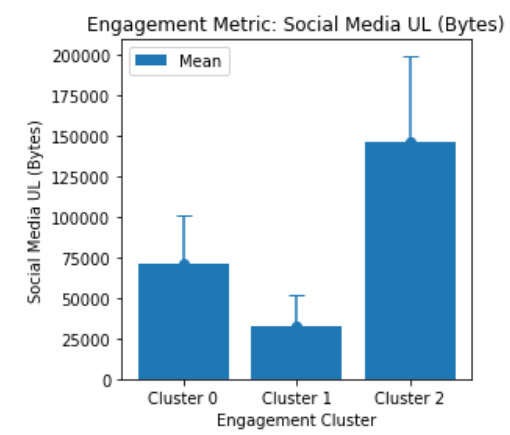 Engagement Metric: Social Media UL (Bytes)
Mean
Social Media UL (Bytes)
200000
175000
150000
125000
100000
75000
50000
25000
0
Cluster 0 Cluster 1 Cluster 2
Engagement Cluster